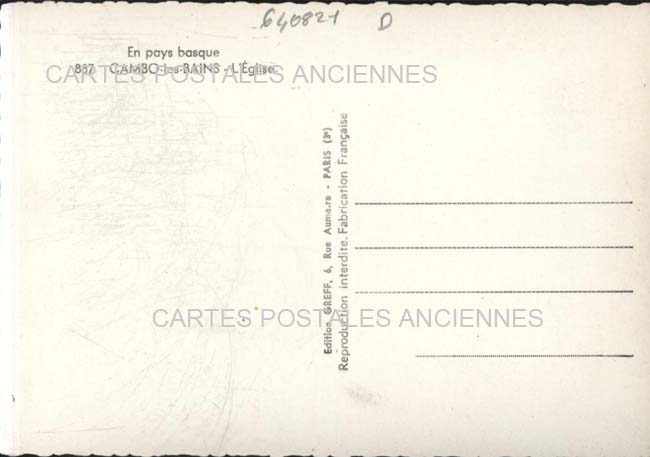 640821 D
En pays basque
837 CAMBO-les-BAINS - L'Église.
CARTES POSTALES ANCIENNES
Edition GREFF, 6, Rue Aumaire - PARIS (3e)
Reproduction interdite. Fabrication Française
CARTES POSTALES ANCIENNES